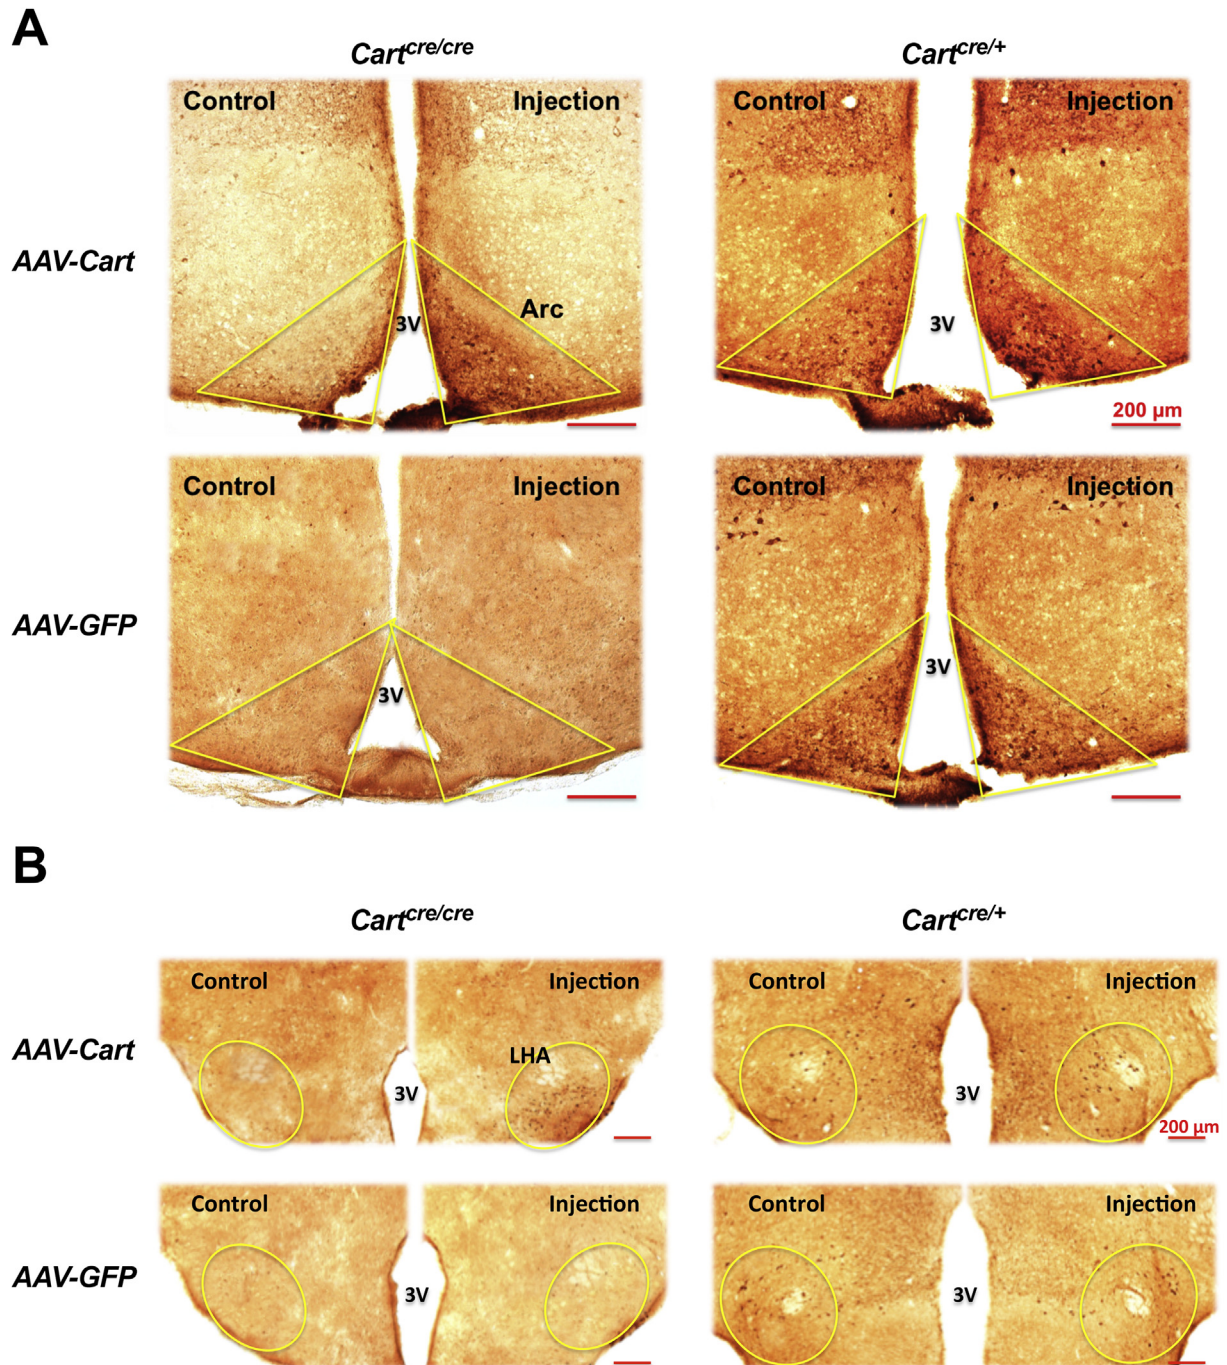 A
Cart^cre/cre Cart^cre/+
Control Injection Control Injection
AAV-Cart
Arc
3V 3V
200 µm
Control Injection Control Injection
AAV-GFP
3V 3V
B
Cart^cre/cre Cart^cre/+
Control Injection Control Injection
AAV-Cart
LHA
3V 3V
200 µm
Control Injection Control Injection
AAV-GFP
3V 3V